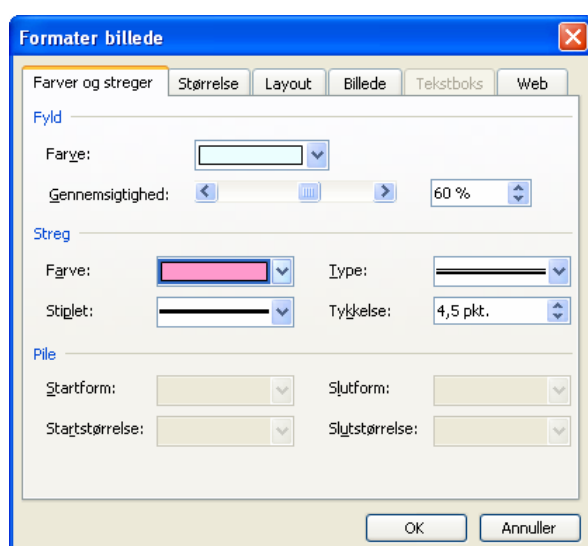 Formater billede
Farver og streger Størrelse Layout Billede Tekstboks Web
Fyld
Farve:
Gennemsigtighed: 60 %
Streg
Farve: Type:
Stiplet: Tykkelse: 4,5 pkt.
Pile
Startform: Slutform:
Startstørrelse: Slutstørrelse:
OK Annuller